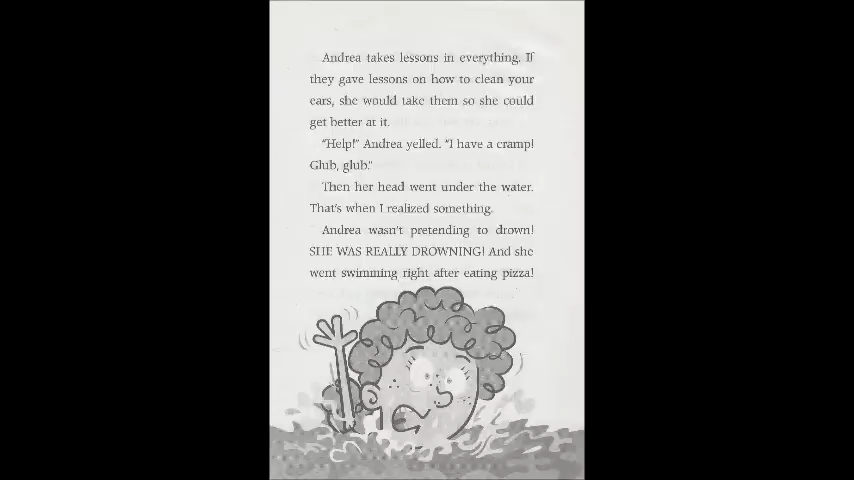 Andrea takes lessons in everything. If
they gave lessons on how to clean your
ears, she would take them so she could
get better at it.
"Help!" Andrea yelled. "I have a cramp!
Glub, glub."
Then her head went under the water.
That's when I realized something.
Andrea wasn't pretending to drown!
SHE WAS REALLY DROWNING! And she
went swimming right after eating pizza!